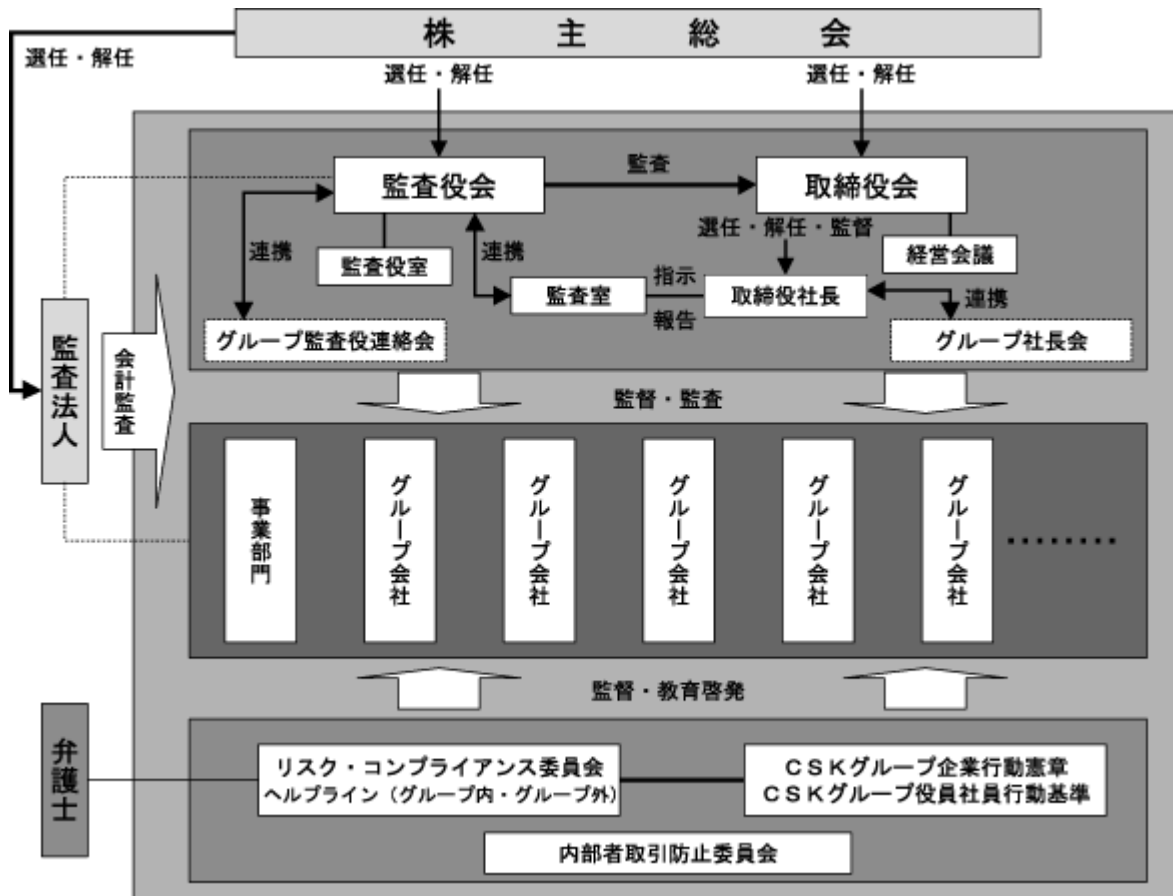 株主総会
選任・解任
選任・解任
選任・解任
監査役会
監査
取締役会
連携
監査役室
連携
選任・解任・監督
経営会議
監査室
指示
報告
取締役社長
連携
グループ監査役連絡会
グループ社長会
監査法人
会計監査
監督・監査
事業部門
グループ会社
グループ会社
グループ会社
グループ会社
グループ会社
………
監督・教育啓発
弁護士
リスク・コンプライアンス委員会
ヘルプライン（グループ内・グループ外）
ＣＳＫグループ企業行動憲章
ＣＳＫグループ役員社員行動基準
内部者取引防止委員会